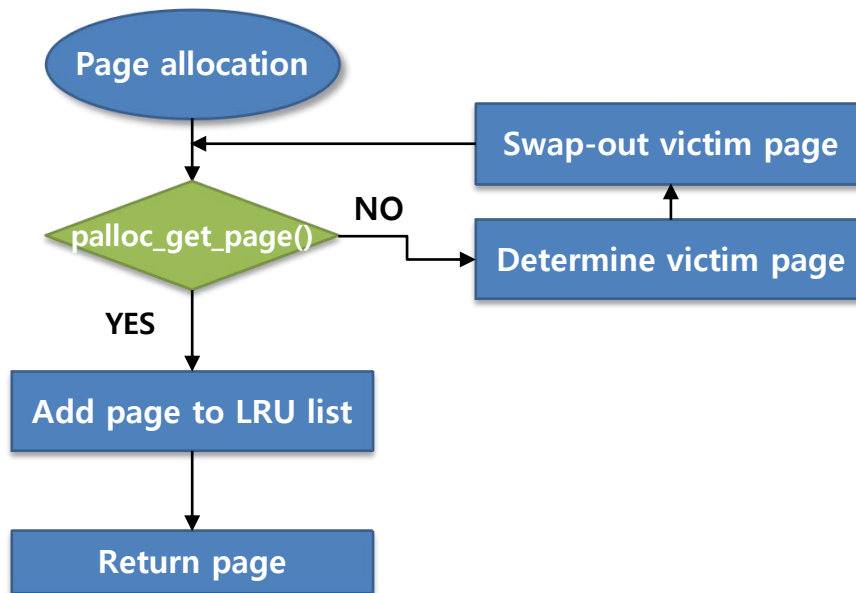 Page allocation
Swap-out victim page
palloc_get_page()
NO
Determine victim page
YES
Add page to LRU list
Return page